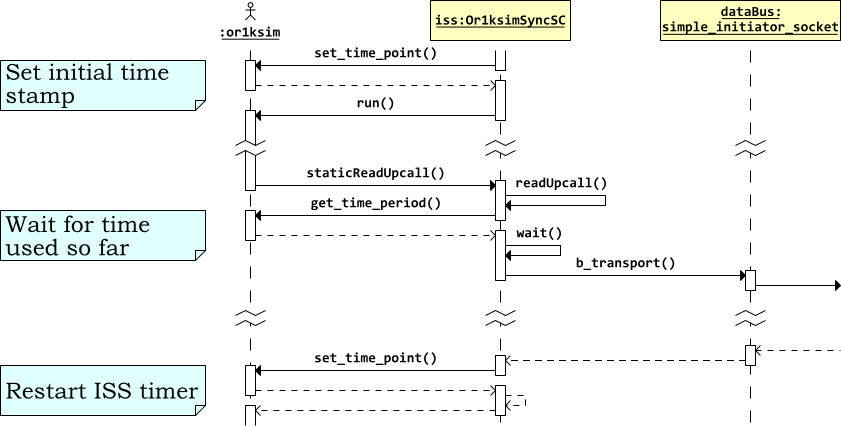 :or1ksim
iss:Or1ksimSyncSC
dataBus:
simple_initiator_socket
Set initial time
stamp
set_time_point()
run()
staticReadUpcall()
readUpcall()
get_time_period()
Wait for time
used so far
wait()
b_transport()
set_time_point()
Restart ISS timer